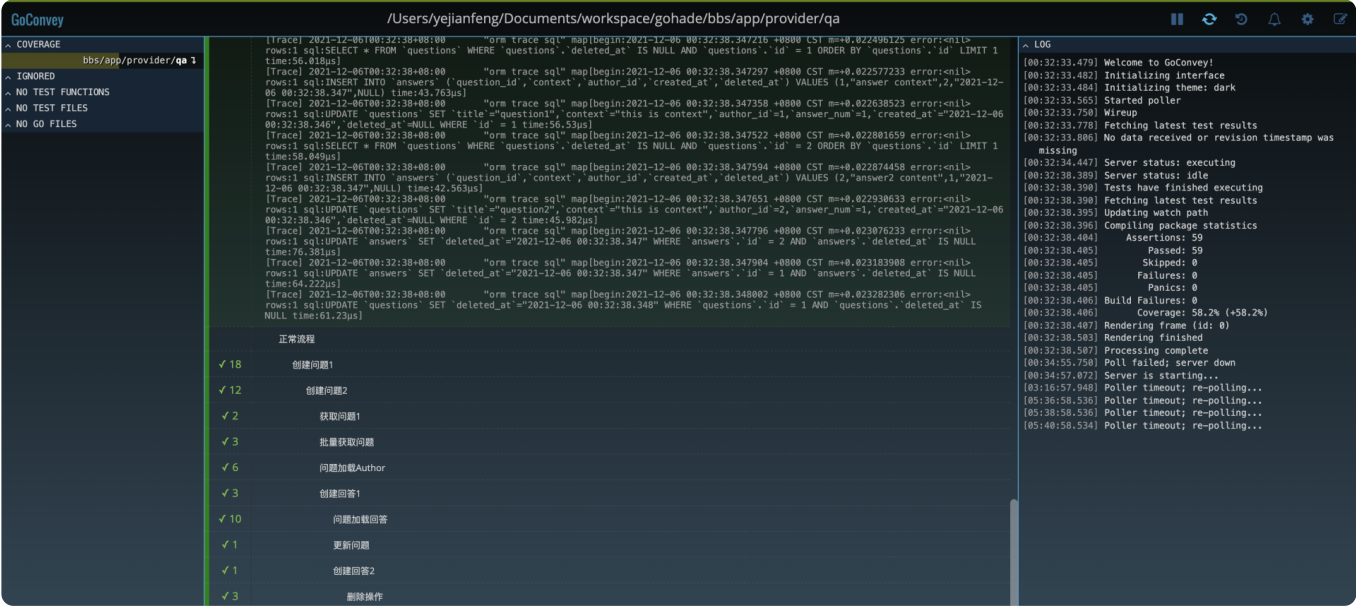 GoConvey
/Users/yejianfeng/Documents/workspace/gohade/bbs/app/provider/qa
COVERAGE
bbs/app/provider/qa
IGNORED
NO TEST FUNCTIONS
NO TEST FILES
NO GO FILES
[Trace] 2021-12-06T00:32:38+08:00 "orm trace sql" map[begin:2021-12-06 00:32:38.347216 +0800 CST m=+0.022496125 error:<nil>
rows:1 sql:SELECT * FROM `questions` WHERE `questions`.`deleted_at` IS NULL AND `questions`.`id` = 1 ORDER BY `questions`.`id` LIMIT 1
time:56.018µs]
[Trace] 2021-12-06T00:32:38+08:00 "orm trace sql" map[begin:2021-12-06 00:32:38.347297 +0800 CST m=+0.022577233 error:<nil>
rows:1 sql:INSERT INTO `answers` (`question_id`,`context`,`author_id`,`created_at`,`deleted_at`) VALUES (1,"answer context",2,"2021-12-
06 00:32:38.347",NULL) time:43.763µs]
[Trace] 2021-12-06T00:32:38+08:00 "orm trace sql" map[begin:2021-12-06 00:32:38.347358 +0800 CST m=+0.022638523 error:<nil>
rows:1 sql:UPDATE `questions` SET `title`="question1",`context`="this is context",`author_id`=1,`answer_num`=1,`created_at`="2021-12-06
00:32:38.346",`deleted_at`=NULL WHERE `id` = 1 time:56.53µs]
[Trace] 2021-12-06T00:32:38+08:00 "orm trace sql" map[begin:2021-12-06 00:32:38.347522 +0800 CST m=+0.022801659 error:<nil>
rows:1 sql:SELECT * FROM `questions` WHERE `questions`.`deleted_at` IS NULL AND `questions`.`id` = 2 ORDER BY `questions`.`id` LIMIT 1
time:58.049µs]
[Trace] 2021-12-06T00:32:38+08:00 "orm trace sql" map[begin:2021-12-06 00:32:38.347594 +0800 CST m=+0.022874458 error:<nil>
rows:1 sql:INSERT INTO `answers` (`question_id`,`context`,`author_id`,`created_at`,`deleted_at`) VALUES (2,"answer2 content",1,"2021-
12-06 00:32:38.347",NULL) time:42.563µs]
[Trace] 2021-12-06T00:32:38+08:00 "orm trace sql" map[begin:2021-12-06 00:32:38.347651 +0800 CST m=+0.022930633 error:<nil>
rows:1 sql:UPDATE `questions` SET `title`="question2",`context`="this is context",`author_id`=2,`answer_num`=1,`created_at`="2021-12-06
00:32:38.346",`deleted_at`=NULL WHERE `id` = 2 time:45.982µs]
[Trace] 2021-12-06T00:32:38+08:00 "orm trace sql" map[begin:2021-12-06 00:32:38.347796 +0800 CST m=+0.023076233 error:<nil>
rows:1 sql:UPDATE `answers` SET `deleted_at`="2021-12-06 00:32:38.347" WHERE `answers`.`id` = 2 AND `answers`.`deleted_at` IS NULL
time:76.381µs]
[Trace] 2021-12-06T00:32:38+08:00 "orm trace sql" map[begin:2021-12-06 00:32:38.347904 +0800 CST m=+0.023183908 error:<nil>
rows:1 sql:UPDATE `answers` SET `deleted_at`="2021-12-06 00:32:38.347" WHERE `answers`.`id` = 1 AND `answers`.`deleted_at` IS NULL
time:64.222µs]
[Trace] 2021-12-06T00:32:38+08:00 "orm trace sql" map[begin:2021-12-06 00:32:38.348002 +0800 CST m=+0.023282306 error:<nil>
rows:1 sql:UPDATE `questions` SET `deleted_at`="2021-12-06 00:32:38.348" WHERE `questions`.`id` = 1 AND `questions`.`deleted_at` IS
NULL time:61.23µs]
正常流程
✓ 18 创建问题1
✓ 12 创建问题2
✓ 2 获取问题1
✓ 3 批量获取问题
✓ 6 问题加载Author
✓ 3 创建回答1
✓ 10 问题加载回答
✓ 1 更新问题
✓ 1 创建回答2
✓ 3 删除操作
LOG
[00:32:33.479] Welcome to GoConvey!
[00:32:33.482] Initializing interface
[00:32:33.484] Initializing theme: dark
[00:32:33.565] Started poller
[00:32:33.750] Wireup
[00:32:33.778] Fetching latest test results
[00:32:33.806] No data received or revision timestamp was
missing
[00:32:34.447] Server status: executing
[00:32:38.389] Server status: idle
[00:32:38.390] Tests have finished executing
[00:32:38.390] Fetching latest test results
[00:32:38.395] Updating watch path
[00:32:38.396] Compiling package statistics
[00:32:38.404] Assertions: 59
[00:32:38.405] Passed: 59
[00:32:38.405] Skipped: 0
[00:32:38.405] Failures: 0
[00:32:38.405] Panics: 0
[00:32:38.406] Build Failures: 0
[00:32:38.406] Coverage: 58.2% (+58.2%)
[00:32:38.407] Rendering frame (id: 0)
[00:32:38.503] Rendering finished
[00:32:38.507] Processing complete
[00:34:55.750] Poll failed; server down
[00:34:57.072] Server is starting...
[03:16:57.948] Poller timeout; re-polling...
[05:36:58.536] Poller timeout; re-polling...
[05:38:58.536] Poller timeout; re-polling...
[05:40:58.534] Poller timeout; re-polling...